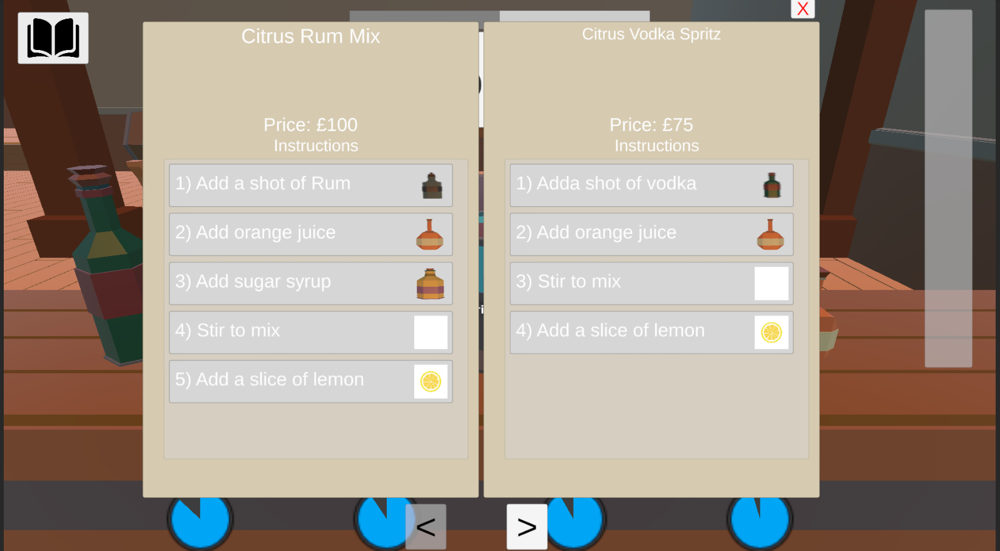 X
Citrus Rum Mix
Price: £100
Instructions
1) Add a shot of Rum
2) Add orange juice
3) Add sugar syrup
4) Stir to mix
5) Add a slice of lemon
Citrus Vodka Spritz
Price: £75
Instructions
1) Adda shot of vodka
2) Add orange juice
3) Stir to mix
4) Add a slice of lemon
< >